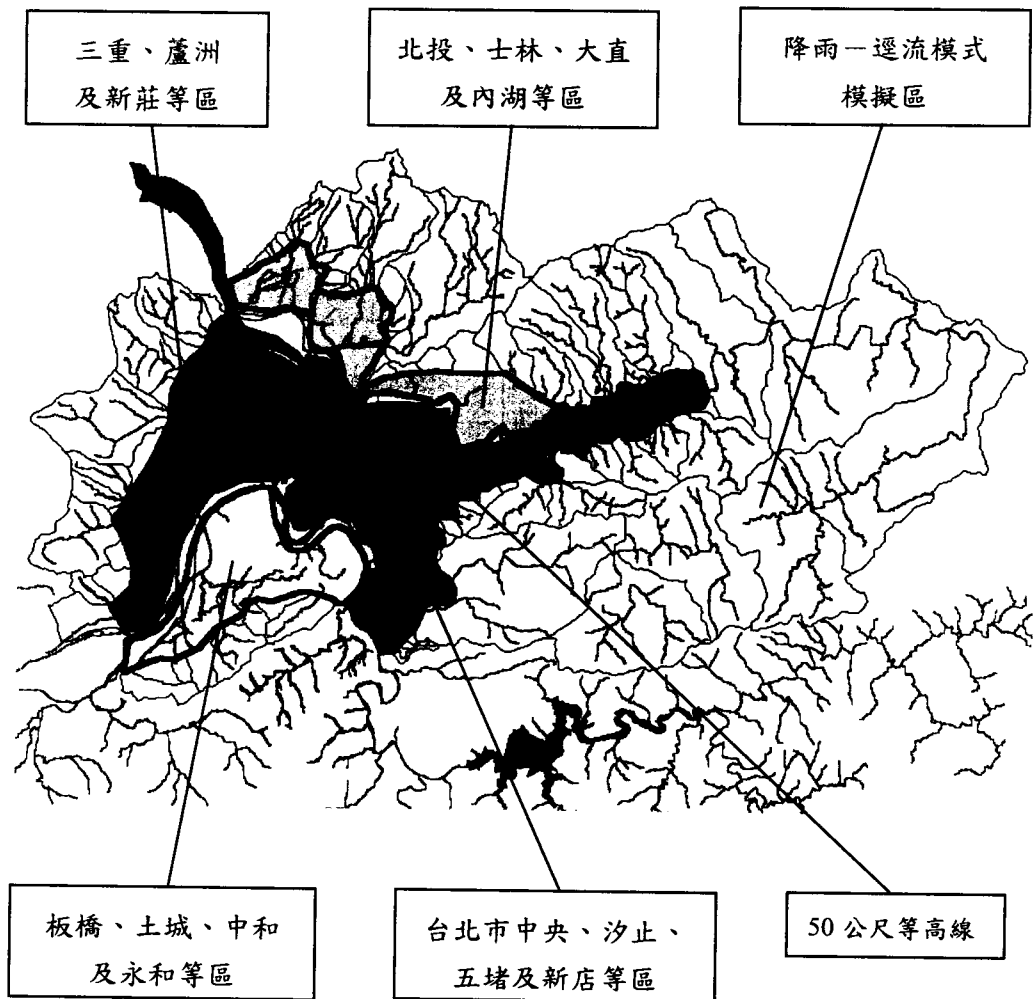 三重、蘆洲
及新莊等區
北投、士林、大直
及內湖等區
降雨－逕流模式
模擬區
板橋、土城、中和
及永和等區
台北市中央、汐止、
五堵及新店等區
50 公尺等高線